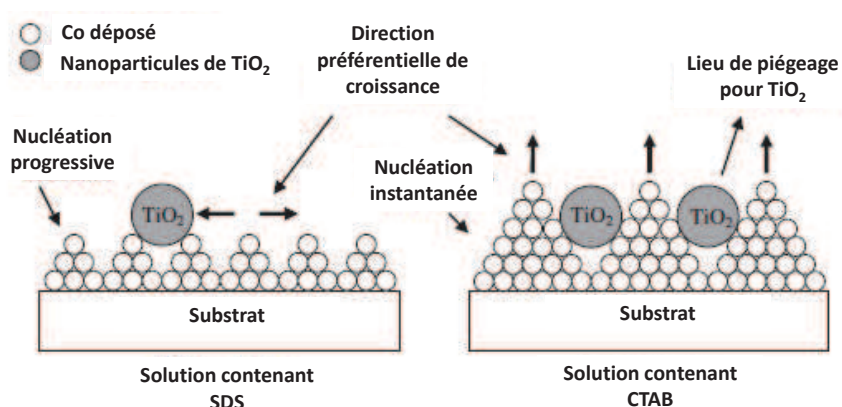 Co déposé
Nanoparticules de TiO₂
Direction
préférentielle de
croissance
Lieu de piégeage
pour TiO₂
Nucléation
progressive
Nucléation
instantanée
TiO₂
TiO₂
TiO₂
Substrat
Substrat
Solution contenant
SDS
Solution contenant
CTAB